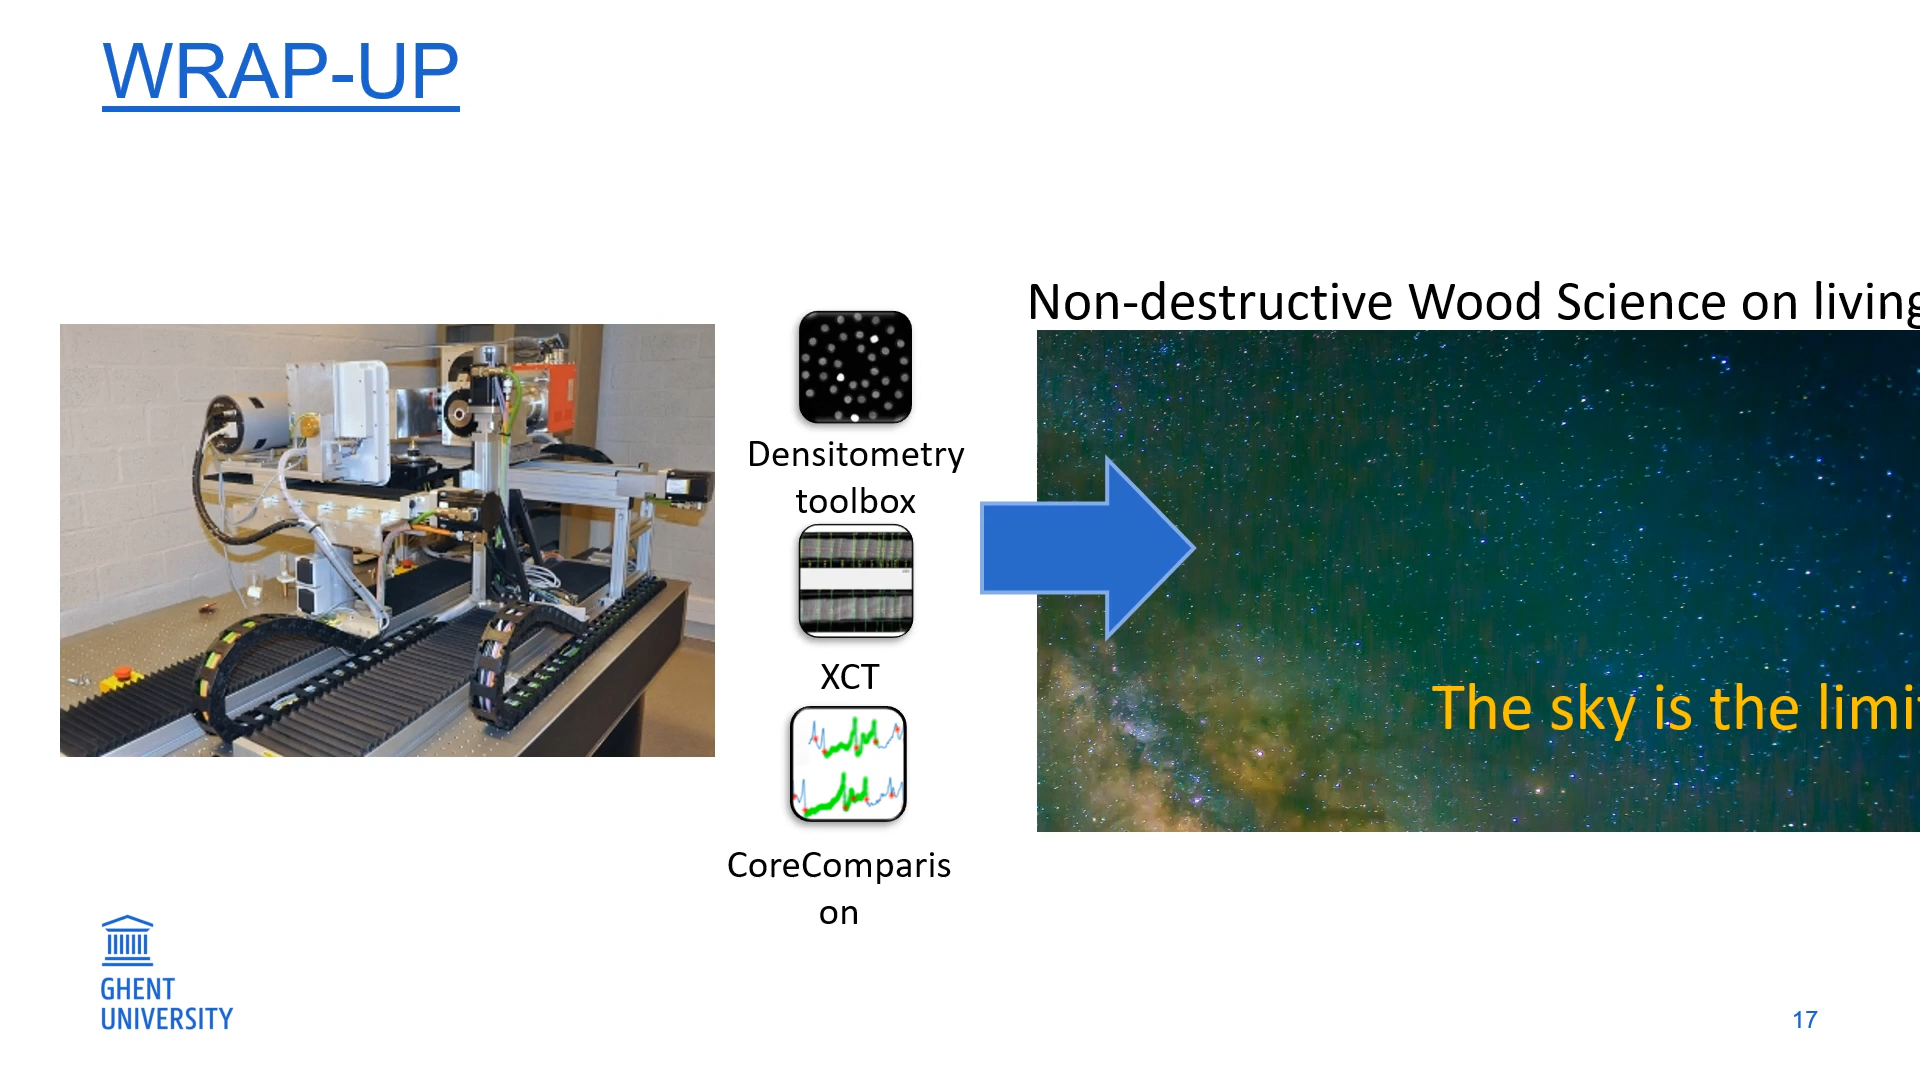 WRAP-UP
Non-destructive Wood Science on living
Densitometry
toolbox
XCT
The sky is the limi
CoreComparis
on
GHENT
UNIVERSITY
17